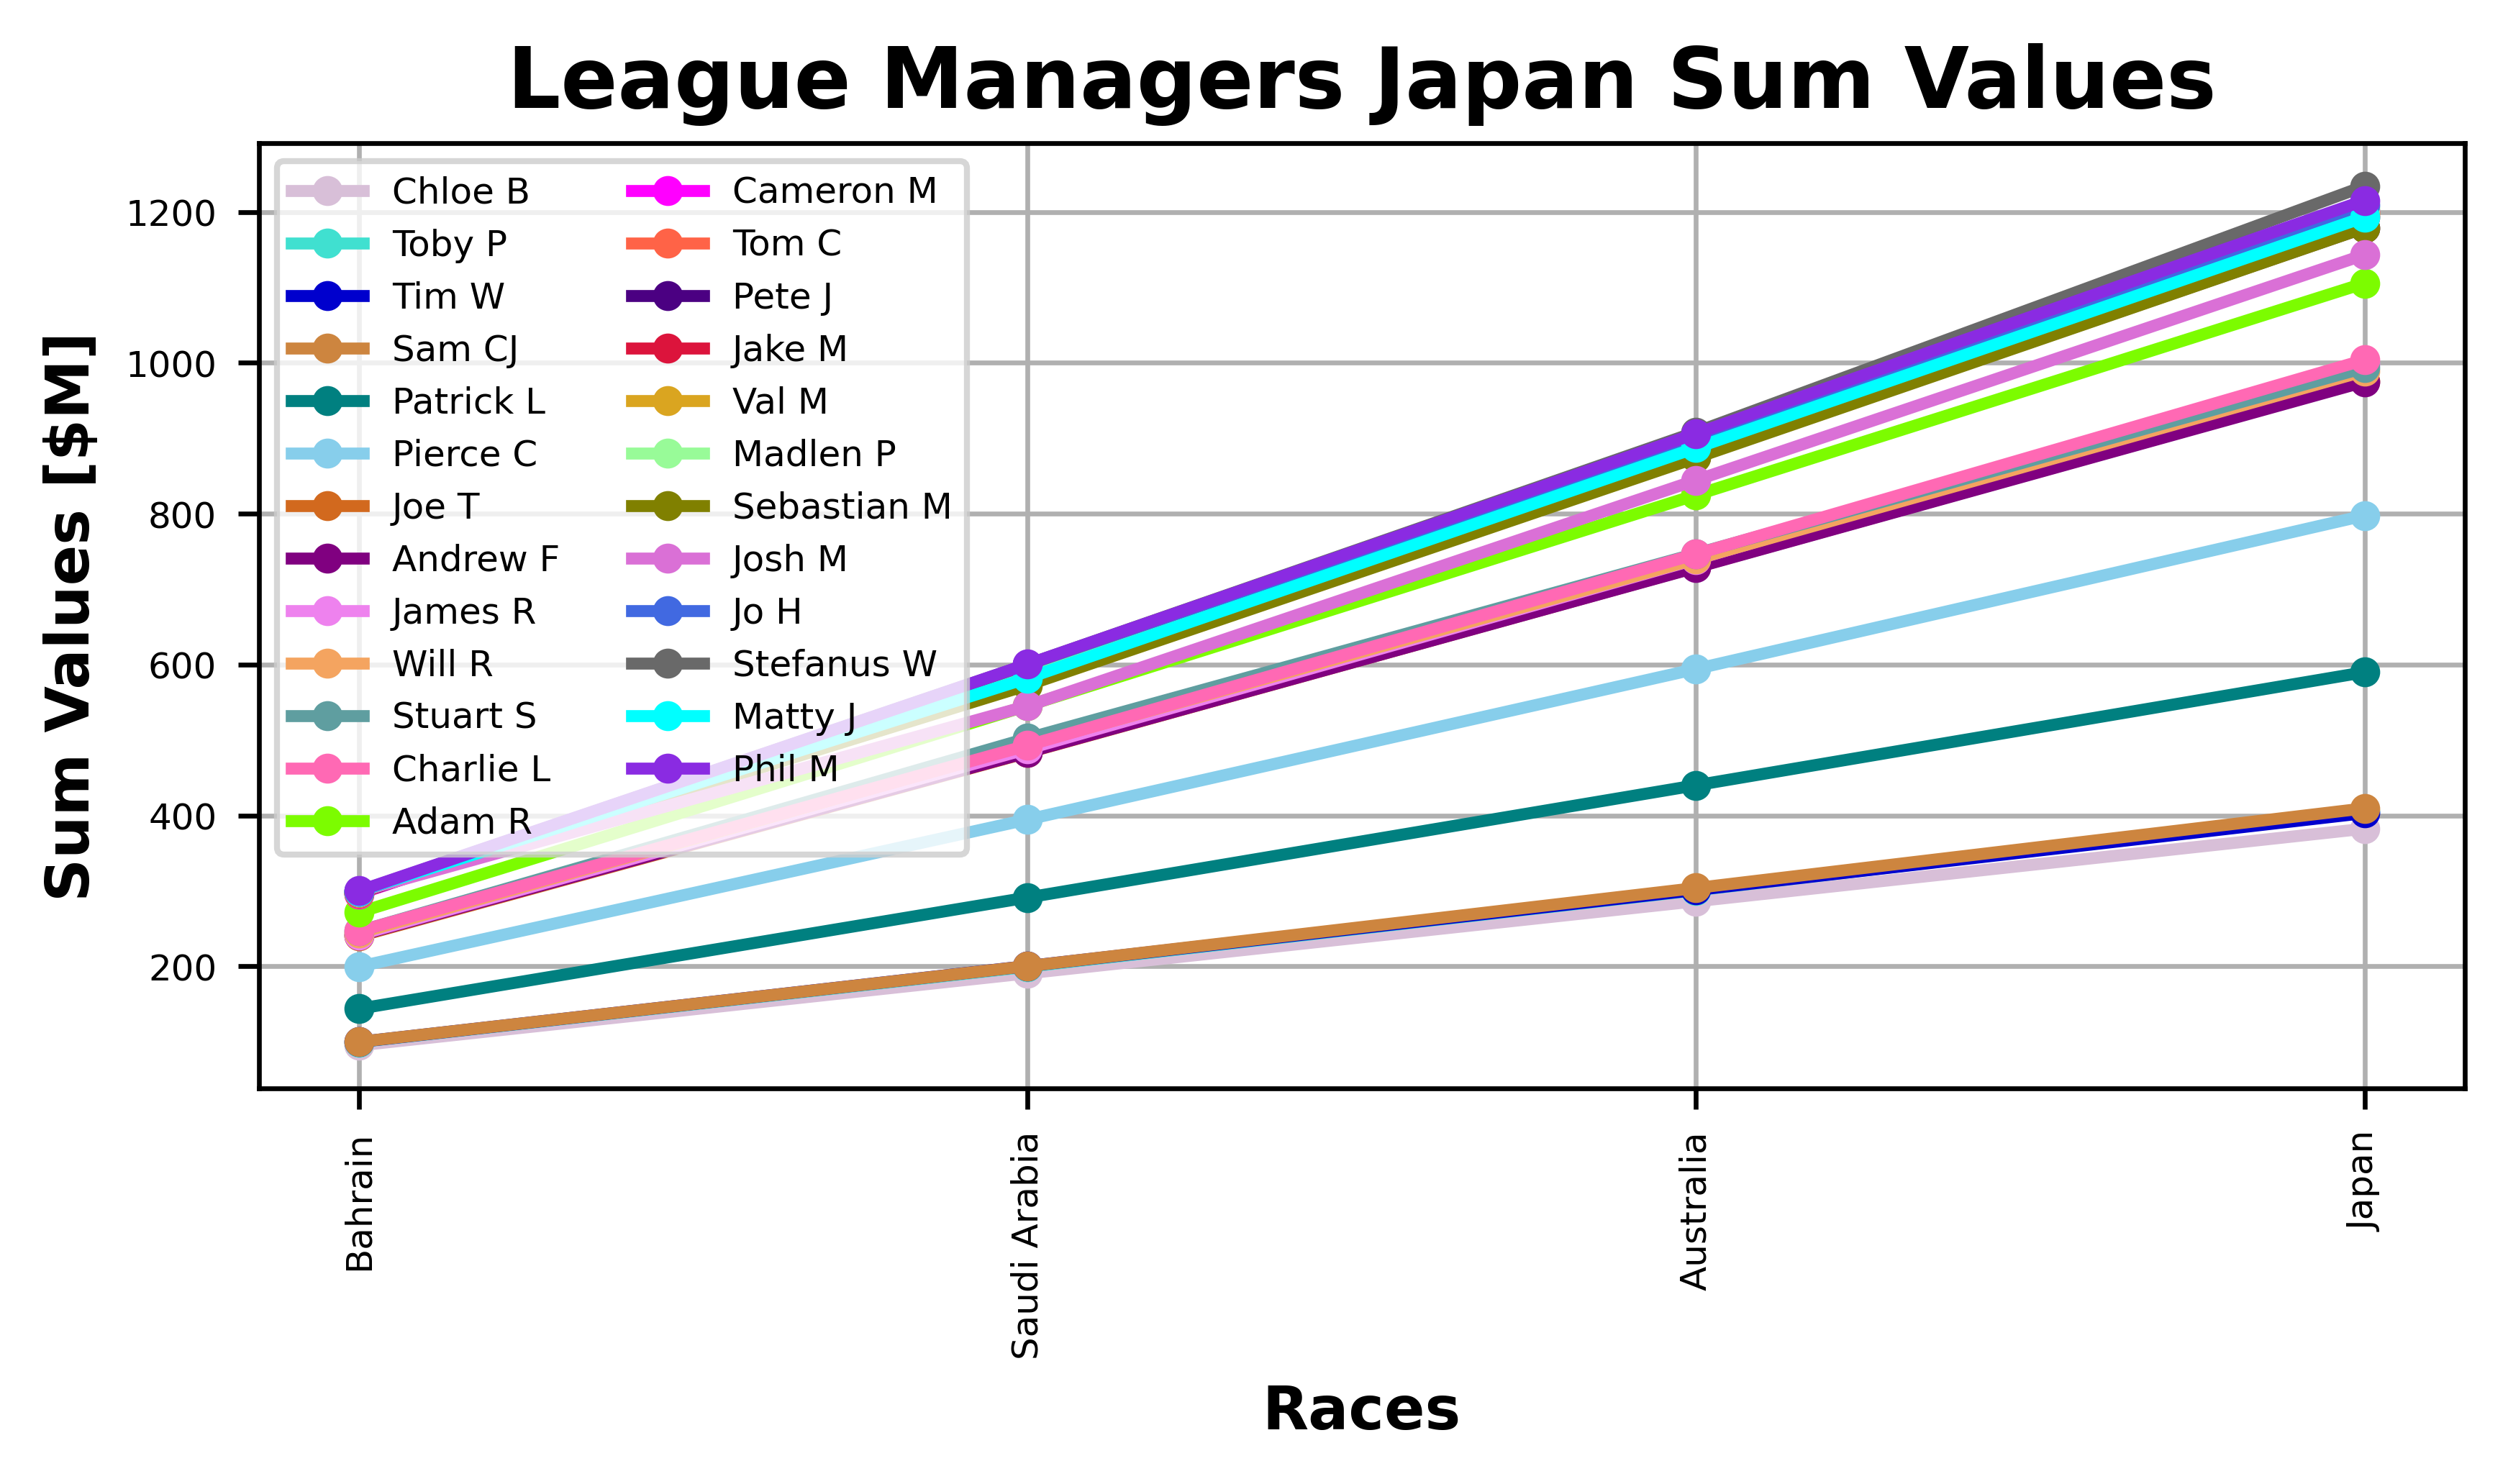 League Managers Japan Sum Values
Sum Values [$M]
1200
1000
800
600
400
200
Chloe B
Toby P
Tim W
Sam CJ
Patrick L
Pierce C
Joe T
Andrew F
James R
Will R
Stuart S
Charlie L
Adam R
Cameron M
Tom C
Pete J
Jake M
Val M
Madlen P
Sebastian M
Josh M
Jo H
Stefanus W
Matty J
Phil M
Bahrain
Saudi Arabia
Australia
Japan
Races